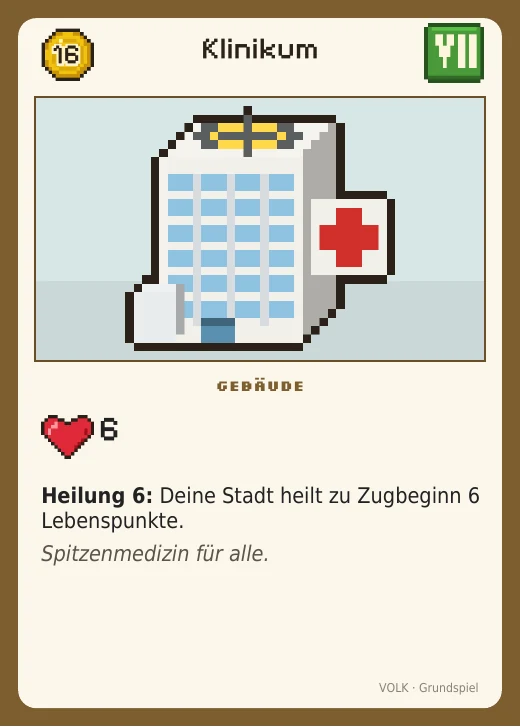 16
Klinikum
VII
GEBÄUDE
6
Heilung 6: Deine Stadt heilt zu Zugbeginn 6
Lebenspunkte.
Spitzenmedizin für alle.
VOLK · Grundspiel